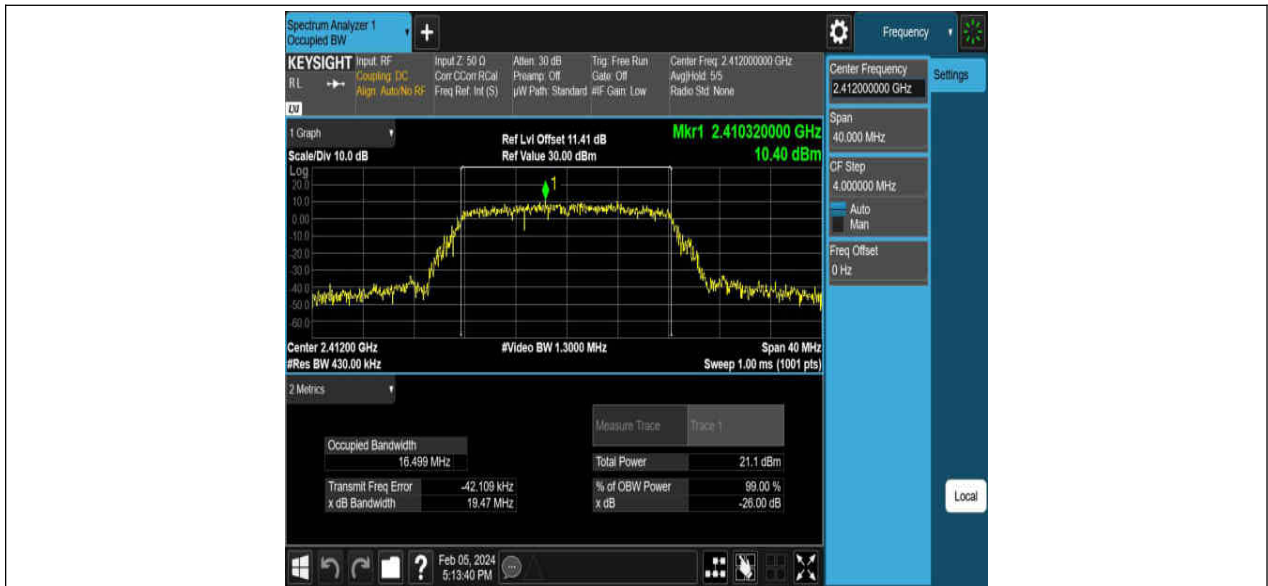 Spectrum Analyzer 1
Occupied BW
+
Frequency
KEYSIGHT
RL
LXI
Input: RF
Coupling: DC
Align: Auto/No RF
Input Z: 50 Ω
Corr CCorr RCal
Freq Ref: Int (S)
Atten: 30 dB
Preamp: Off
µW Path: Standard
Trig: Free Run
Gate: Off
#IF Gain: Low
Center Freq: 2.412000000 GHz
Avg|Hold: 5/5
Radio Std: None
Center Frequency
2.412000000 GHz
Settings
Span
40.000 MHz
CF Step
4.000000 MHz
Auto
Man
Freq Offset
0 Hz
Local
1 Graph
Scale/Div 10.0 dB
Ref Lvl Offset 11.41 dB
Ref Value 30.00 dBm
Mkr1 2.410320000 GHz
10.40 dBm
Log
20.0
10.0
0.00
-10.0
-20.0
-30.0
-40.0
-50.0
-60.0
1
Center 2.41200 GHz
#Video BW 1.3000 MHz
Span 40 MHz
#Res BW 430.00 kHz
Sweep 1.00 ms (1001 pts)
2 Metrics
Measure Trace
Trace 1
Occupied Bandwidth
16.499 MHz
Total Power
21.1 dBm
Transmit Freq Error
-42.109 kHz
% of OBW Power
99.00 %
x dB Bandwidth
19.47 MHz
x dB
-26.00 dB
?
Feb 05, 2024
5:13:40 PM